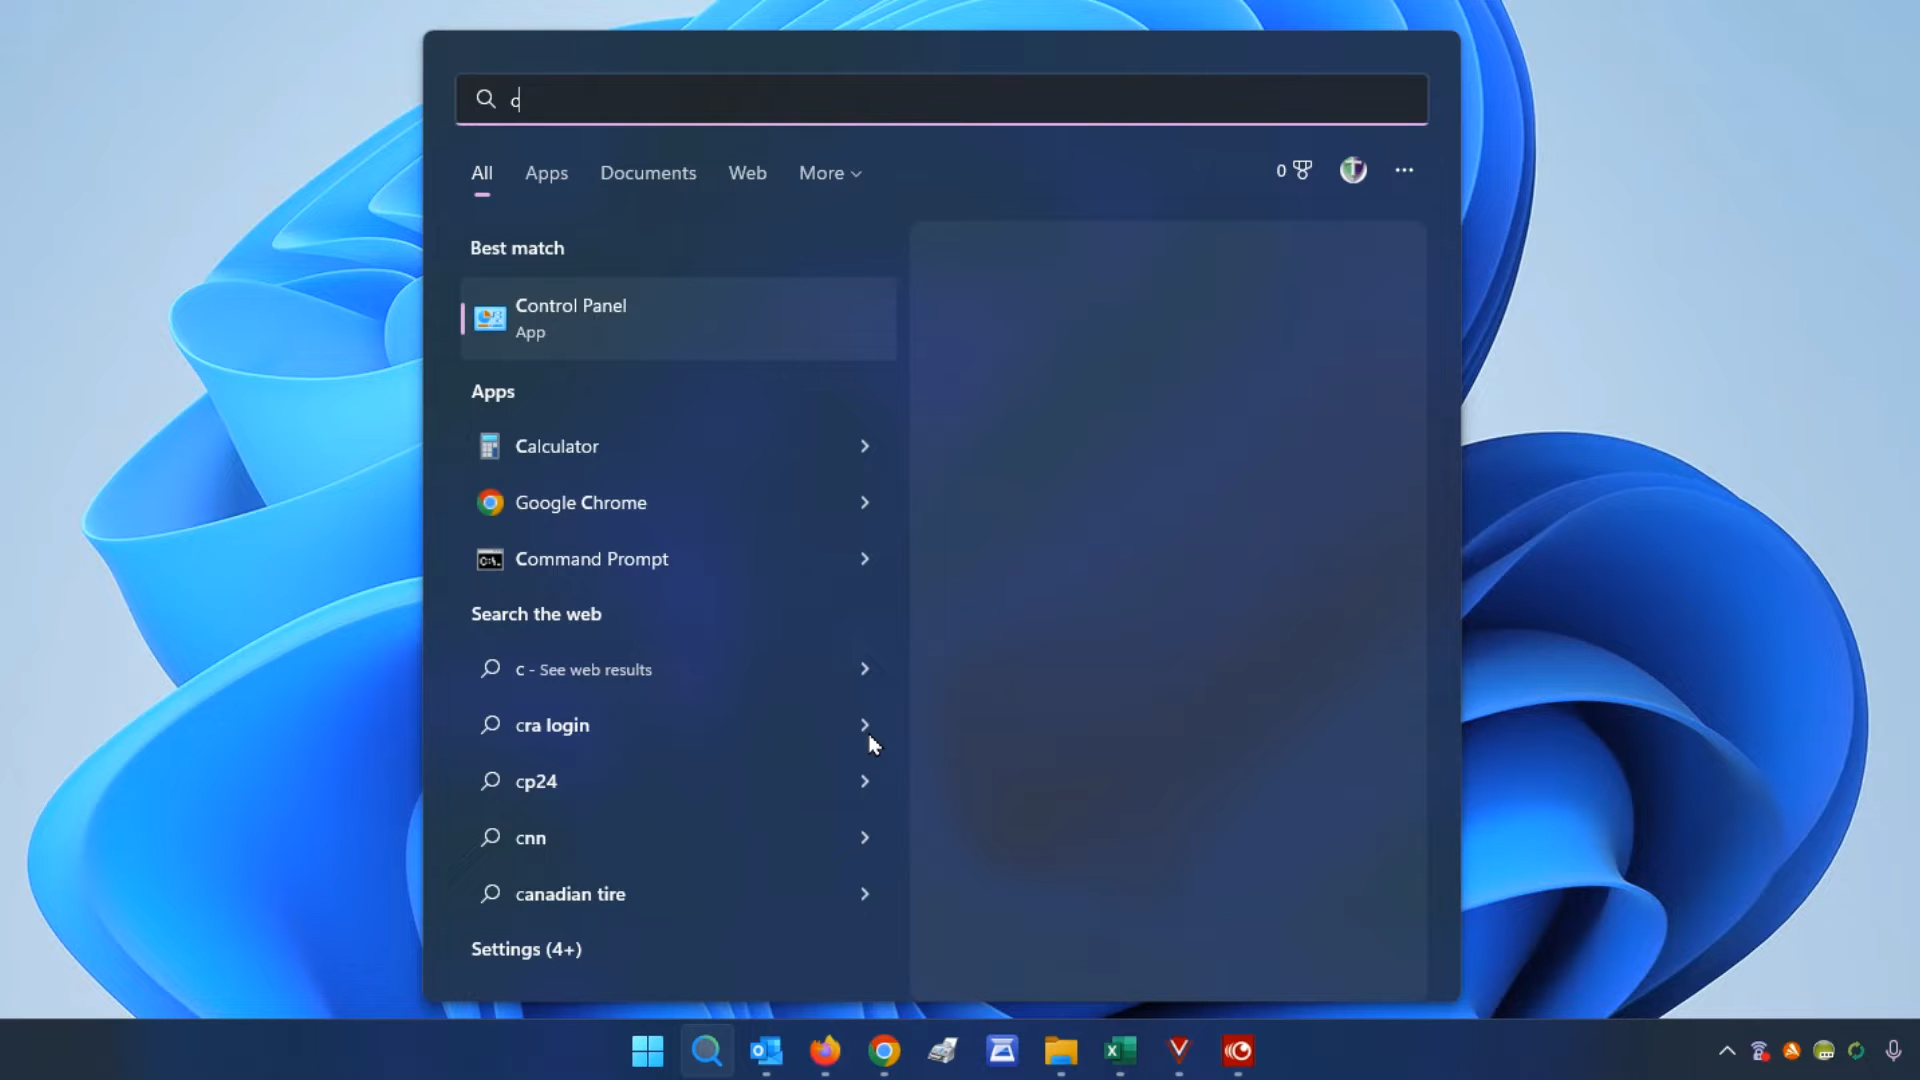 c
All Apps Documents Web More 0
Best match
Control Panel
App
Apps
Calculator
Google Chrome
Command Prompt
Search the web
c - See web results
cra login
cp24
cnn
canadian tire
Settings (4+)